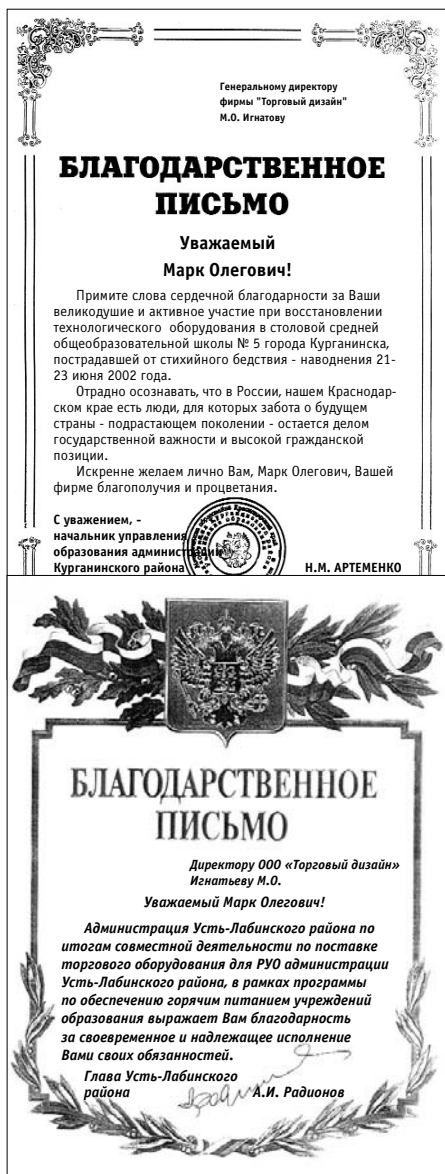 Генеральному директору
фирмы "Торговый дизайн"
М.О. Игнатову
БЛАГОДАРСТВЕННОЕ
ПИСЬМО
Уважаемый
Марк Олегович!
Примите слова сердечной благодарности за Ваши
великодушие и активное участие при восстановлении
технологического оборудования в столовой средней
общеобразовательной школы № 5 города Курганинска,
пострадавшей от стихийного бедствия - наводнения 21-
23 июня 2002 года.
Отрадно осознавать, что в России, нашем Краснодар-
ском крае есть люди, для которых забота о будущем
страны - подрастающем поколении - остается делом
государственной важности и высокой гражданской
позиции.
Искренне желаем лично Вам, Марк Олегович, Вашей
фирме благополучия и процветания.
С уважением, -
начальник управления
образования администрации
Курганинского района Н.М. АРТЕМЕНКО
БЛАГОДАРСТВЕННОЕ
ПИСЬМО
Директору ООО «Торговый дизайн»
Игнатьеву М.О.
Уважаемый Марк Олегович!
Администрация Усть-Лабинского района по
итогам совместной деятельности по поставке
торгового оборудования для РУО администрации
Усть-Лабинского района, в рамках программы
по обеспечению горячим питанием учреждений
образования выражает Вам благодарность
за своевременное и надлежащее исполнение
Вами своих обязанностей.
Глава Усть-Лабинского
района А.И. Радионов